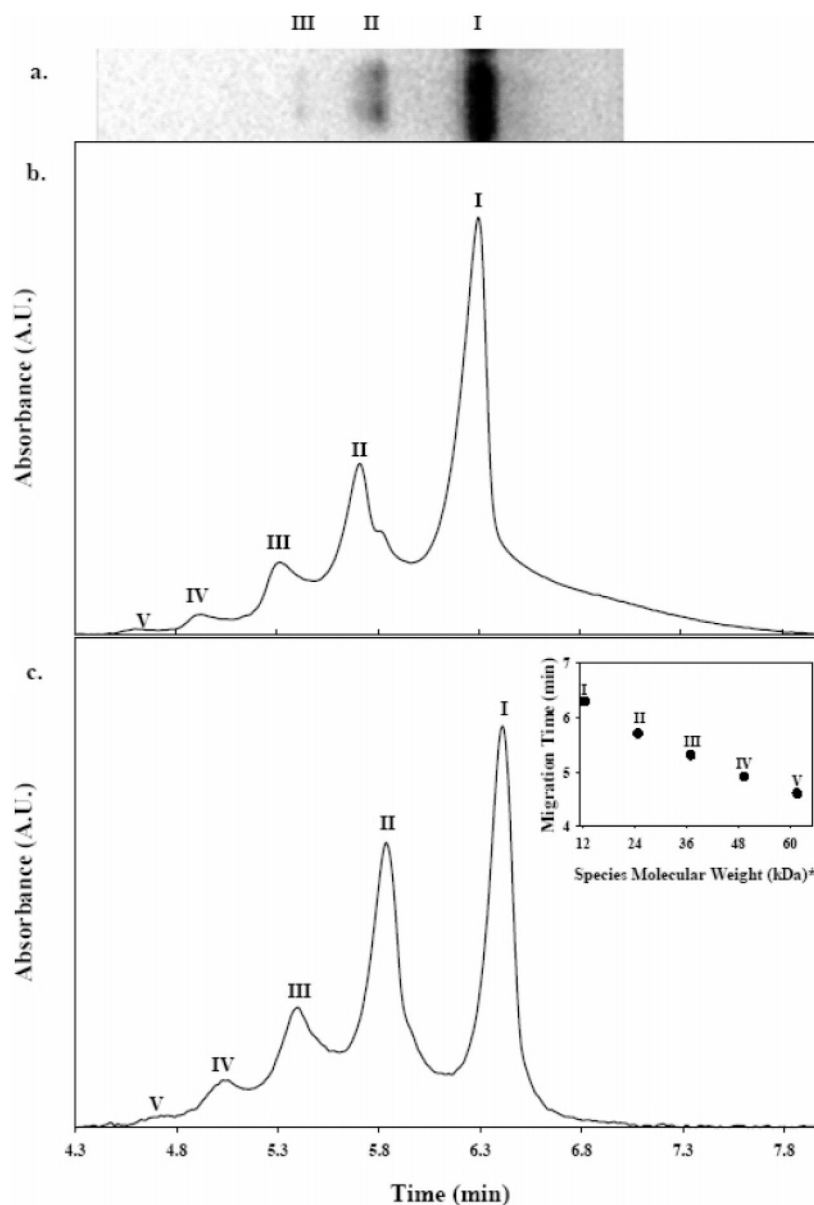 III II I
a.
b.
I
II
III
IV
V
Absorbance (A.U.)
c.
I
II
III
IV
V
Absorbance (A.U.)
7
6
5
4
Migration Time (min)
I
II
III
IV
V
12 24 36 48 60
Species Molecular Weight (kDa)*
4.3 4.8 5.3 5.8 6.3 6.8 7.3 7.8
Time (min)